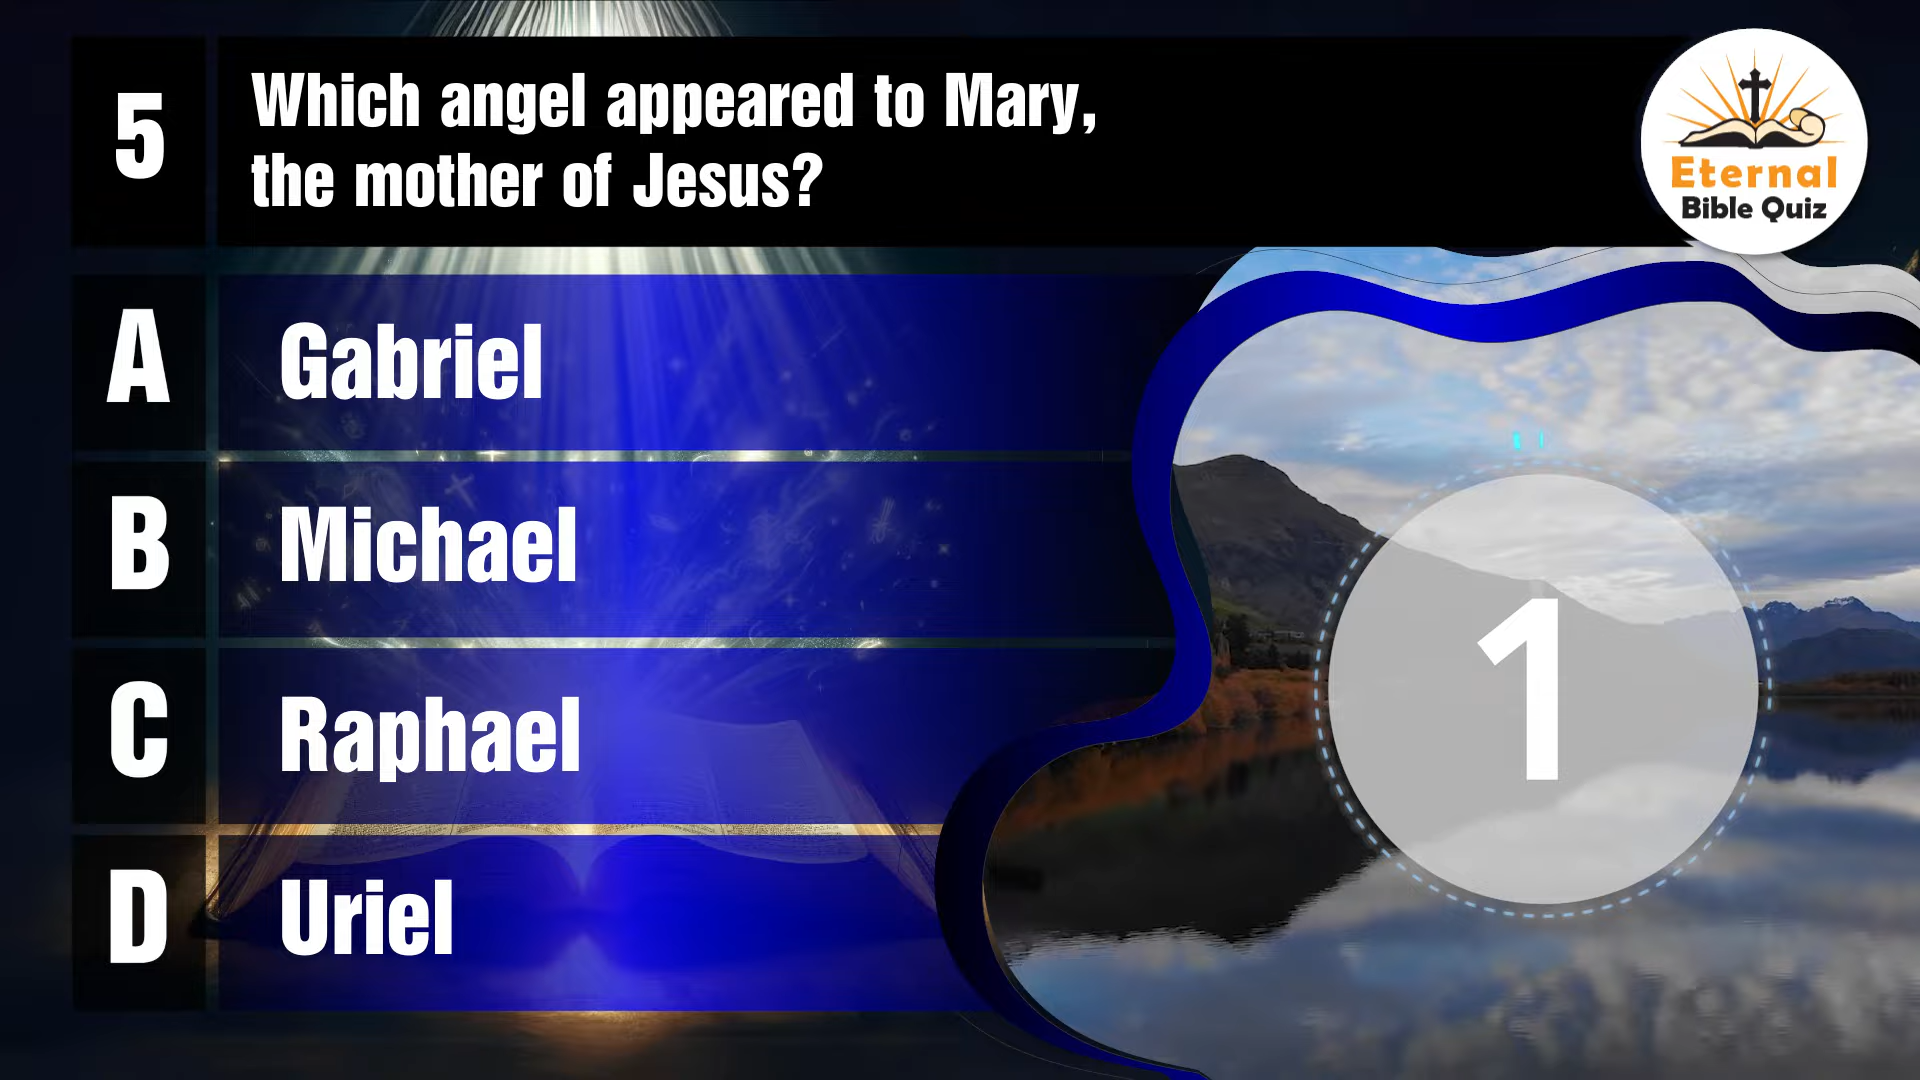 5
Which angel appeared to Mary,
the mother of Jesus?
Eternal
Bible Quiz
A
Gabriel
B
Michael
C
Raphael
D
Uriel
1